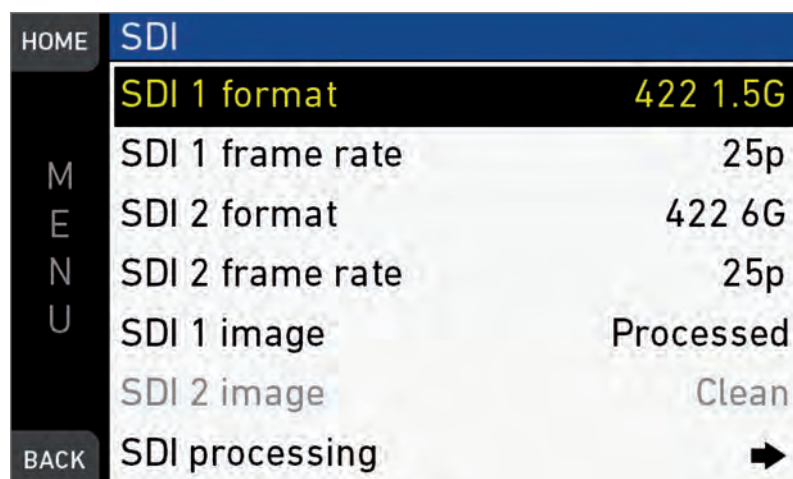 HOME
SDI
SDI 1 format 422 1.5G
SDI 1 frame rate 25p
SDI 2 format 422 6G
SDI 2 frame rate 25p
SDI 1 image Processed
SDI 2 image Clean
SDI processing
MENU
BACK